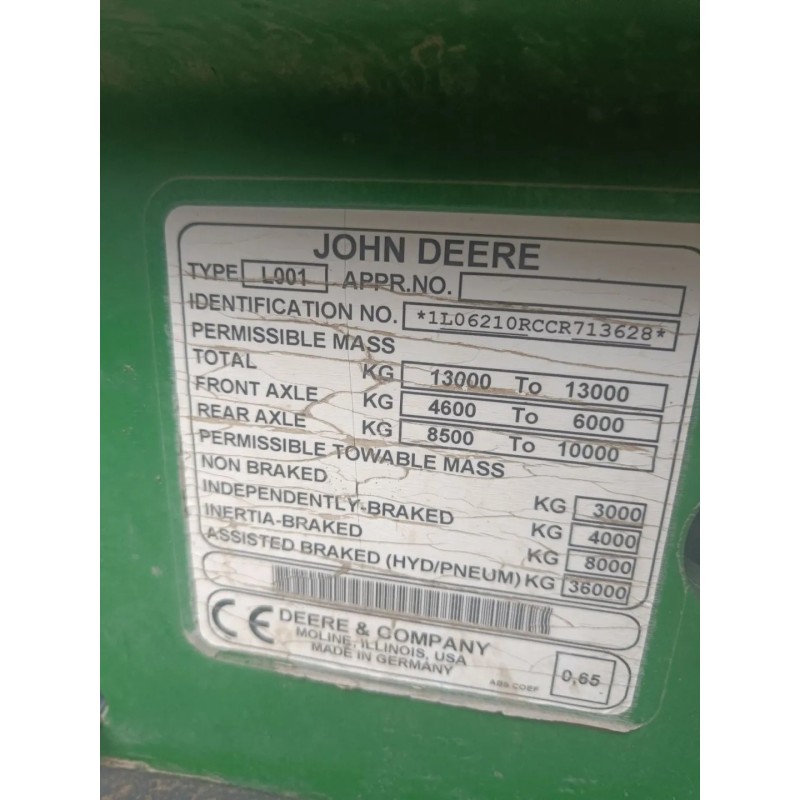 JOHN DEERE
TYPE L001 APPR.NO.
IDENTIFICATION NO. *1L06210RCCR713628*
PERMISSIBLE MASS
TOTAL KG 13000 To 13000
FRONT AXLE KG 4600 To 6000
REAR AXLE KG 8500 To 10000
PERMISSIBLE TOWABLE MASS
NON BRAKED KG 3000
INDEPENDENTLY-BRAKED KG 4000
INERTIA-BRAKED KG 8000
ASSISTED BRAKED (HYD/PNEUM) KG 36000
CE DEERE & COMPANY
MOLINE, ILLINOIS, USA
MADE IN GERMANY
ABS COEF 0,65